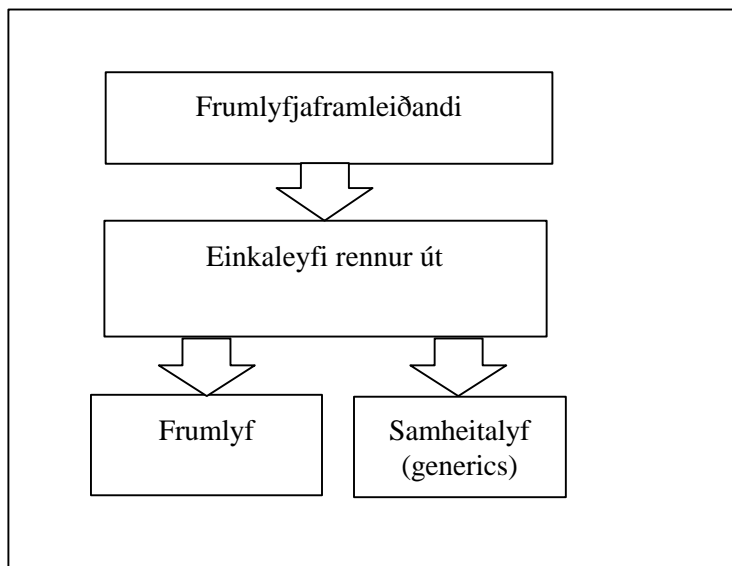 Frumlyfjaframleiðandi
Einkaleyfi rennur út
Frumlyf
Samheitalyf
(generics)